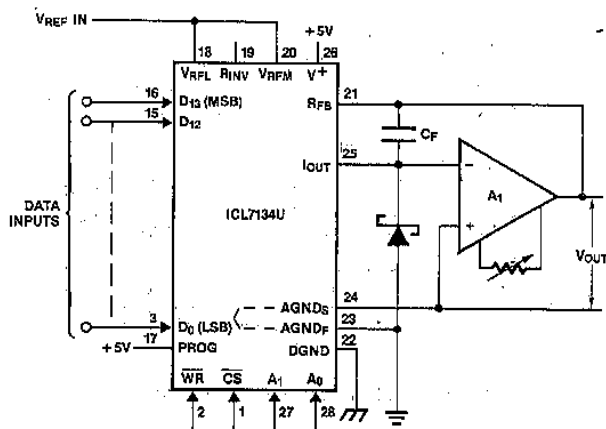 VREF IN
+5V
18 19 20 26
VRFL RINV VRFM V+
16 D13 (MSB)
15 D12
RFB 21
CF
IOUT 25
DATA
INPUTS
ICL7134U
- A1
+
VOUT
AGNDS 24
AGNDF 23
DGND 22
3 D0 (LSB)
+5V 17 PROG
WR CS A1 A0
2 1 27 28